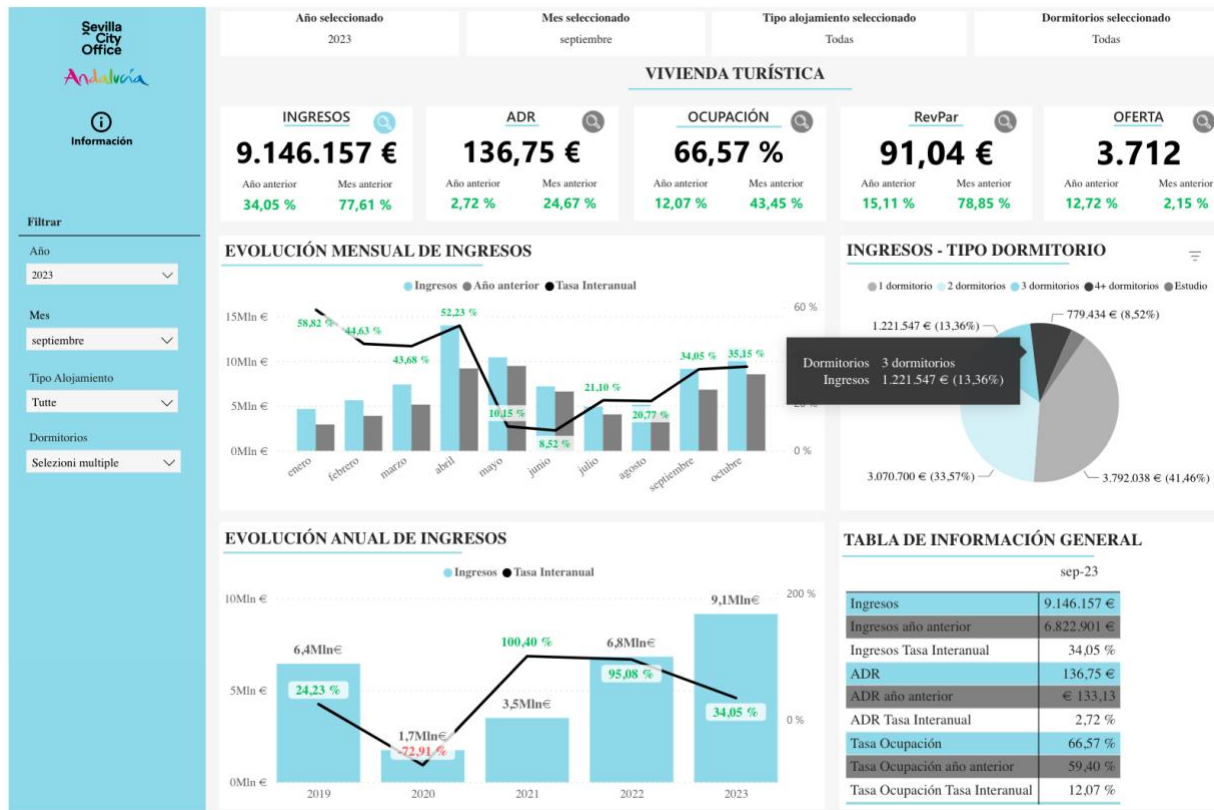 Sevilla
City
Office
Andalucía
Información
Filtrar
Año
2023
Mes
septiembre
Tipo Alojamiento
Tutte
Dormitorios
Selezioni multiple
Año seleccionado
2023
Mes seleccionado
septiembre
Tipo alojamiento seleccionado
Todas
Dormitorios seleccionado
Todas
VIVIENDA TURÍSTICA
INGRESOS
9.146.157 €
Año anterior Mes anterior
34,05 % 77,61 %
ADR
136,75 €
Año anterior Mes anterior
2,72 % 24,67 %
OCUPACIÓN
66,57 %
Año anterior Mes anterior
12,07 % 43,45 %
RevPar
91,04 €
Año anterior Mes anterior
15,11 % 78,85 %
OFERTA
3.712
Año anterior Mes anterior
12,72 % 2,15 %
EVOLUCIÓN MENSUAL DE INGRESOS
Ingresos Año anterior Tasa Interanual
15Mln €
10Mln €
5Mln €
0Mln €
60 %
0 %
58,82 % 44,63 % 43,68 % 52,23 % 10,15 % 8,52 % 21,10 % 20,77 % 34,05 % 35,15 %
enero febrero marzo abril mayo junio julio agosto septiembre octubre
INGRESOS - TIPO DORMITORIO
1 dormitorio 2 dormitorios 3 dormitorios 4+ dormitorios Estudio
1.221.547 € (13,36%)
779.434 € (8,52%)
Dormitorios 3 dormitorios
Ingresos 1.221.547 € (13,36%)
3.070.700 € (33,57%)
3.792.038 € (41,46%)
EVOLUCIÓN ANUAL DE INGRESOS
Ingresos Tasa Interanual
10Mln €
5Mln €
0Mln €
200 %
0 %
6,4Mln€ 1,7Mln€ 3,5Mln€ 6,8Mln€ 9,1Mln€
24,23 % -72,91 % 100,40 % 95,08 % 34,05 %
2019 2020 2021 2022 2023
TABLA DE INFORMACIÓN GENERAL
sep-23
Ingresos 9.146.157 €
Ingresos año anterior 6.822.901 €
Ingresos Tasa Interanual 34,05 %
ADR 136,75 €
ADR año anterior € 133,13
ADR Tasa Interanual 2,72 %
Tasa Ocupación 66,57 %
Tasa Ocupación año anterior 59,40 %
Tasa Ocupación Tasa Interanual 12,07 %